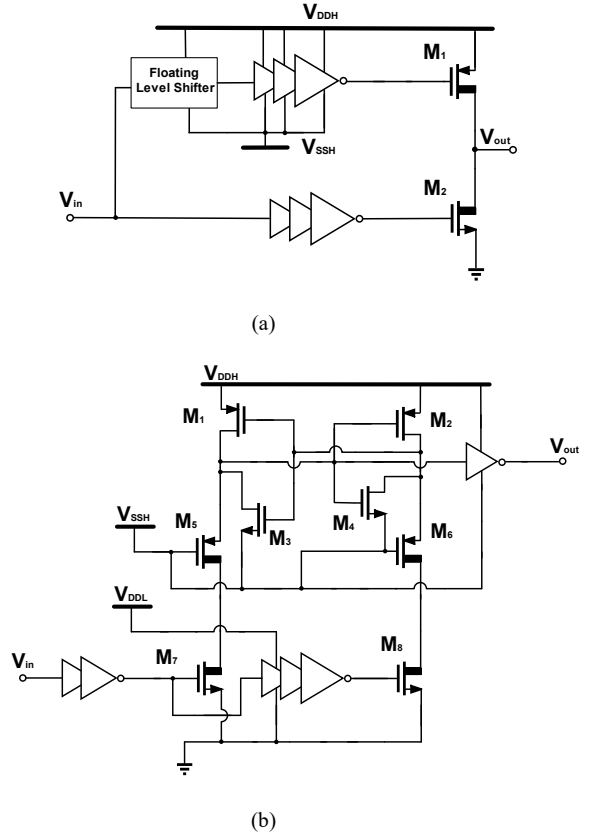 VDDH
M1
Floating
Level Shifter
VSSH
Vout
Vin
M2
(a)
VDDH
M1
M2
Vout
VSSH
M5
M3
M4
M6
VDDL
Vin
M7
M8
(b)